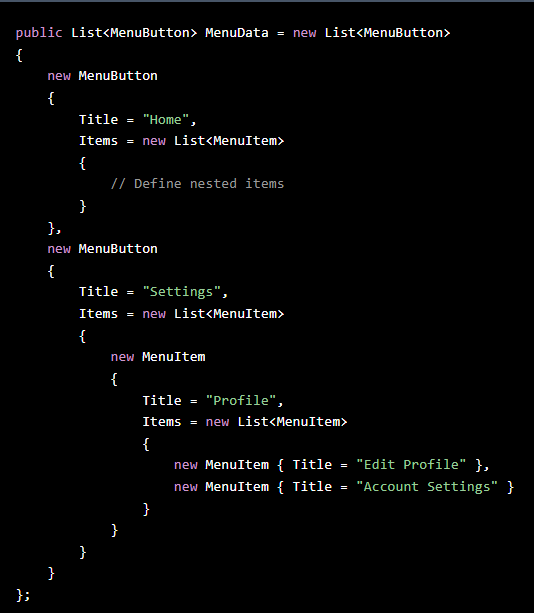 public List<MenuButton> MenuData = new List<MenuButton>
{
    new MenuButton
    {
        Title = "Home",
        Items = new List<MenuItem>
        {
            // Define nested items
        }
    },
    new MenuButton
    {
        Title = "Settings",
        Items = new List<MenuItem>
        {
            new MenuItem
            {
                Title = "Profile",
                Items = new List<MenuItem>
                {
                    new MenuItem { Title = "Edit Profile" },
                    new MenuItem { Title = "Account Settings" }
                }
            }
        }
    }
};